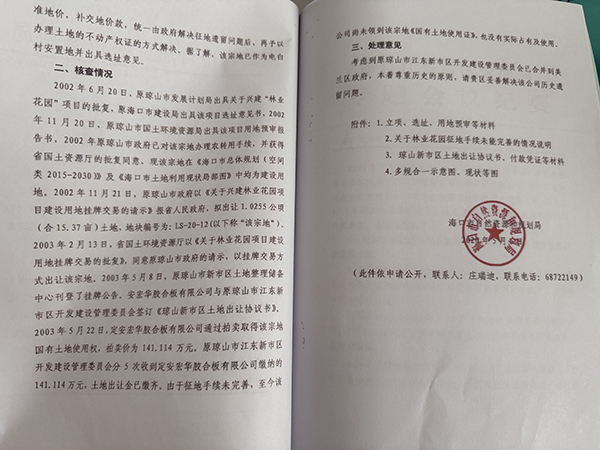 准地价，补交地价款，统一由政府解决征地遗留问题后，再予以
办理土地的不动产权证的方式解决。据了解，该宗地已作为电白
村安置地并出具选址意见。
二、核查情况
2002年6月20日，原琼山市发展计划局出具关于兴建“林业
花园”项目的批复，原海口市建设局出具该项目选址意见书，2002
年11月20日，原琼山市国土环境资源局出具该项目用地预审报
告书。2002年原琼山市政府已对该宗地办理农转用手续，并获得
省国土资源厅的批复同意，现该宗地在《海口市总体规划（空间
类2015-2030）》及《海口市土地利用现状局部图》中均为建设用
地。2002年11月21日，原琼山市政府以《关于兴建林业花园项
目建设用地挂牌交易的请示》报省人民政府，拟出让1.0255公顷
（合15.37亩）土地，地块编号为：LS-20-12（以下称“该宗地”）。
2003年2月13日，省国土环境资源厅以《关于林业花园项目建设
用地挂牌交易的批复》，同意原琼山市政府的请示，以挂牌交易
方式出让该宗地。2003年5月8日，原琼山市新市区土地整理储备
中心刊登了挂牌公告。安宏华胶合板有限公司与原琼山市江东新
市区开发建设管理委员会签订《琼山新市区土地出让协议书》。
2003年5月22日，定安宏华胶合板有限公司通过拍卖取得该宗地
国有土地使用权，拍卖价为141.114万元，原琼山市江东新市区
开发建设管理委员会分5次收到定安宏华胶合板有限公司缴纳的
141.114万元，土地出让金已缴齐。由于征地手续未完善，至今该
公司尚未领到该宗地《国有土地使用证》，也没有实际占有及使用。
三、处理意见
考虑到原琼山市江东新市区开发建设管理委员会已合并到美
兰区政府，本着尊重历史的原则，请贵区妥善解决该公司历史遗
留问题。
附件：1.立项、选址、用地预审等材料
2.关于林业花园征地手续未能完善的情况说明
3.琼山新市区土地出让协议书、付款凭证等材料
4.多规合一示意图、现状等图
海口市自然资源和规划局
（此件依申请公开，联系人：庄瑞迪，联系电话：68722149）